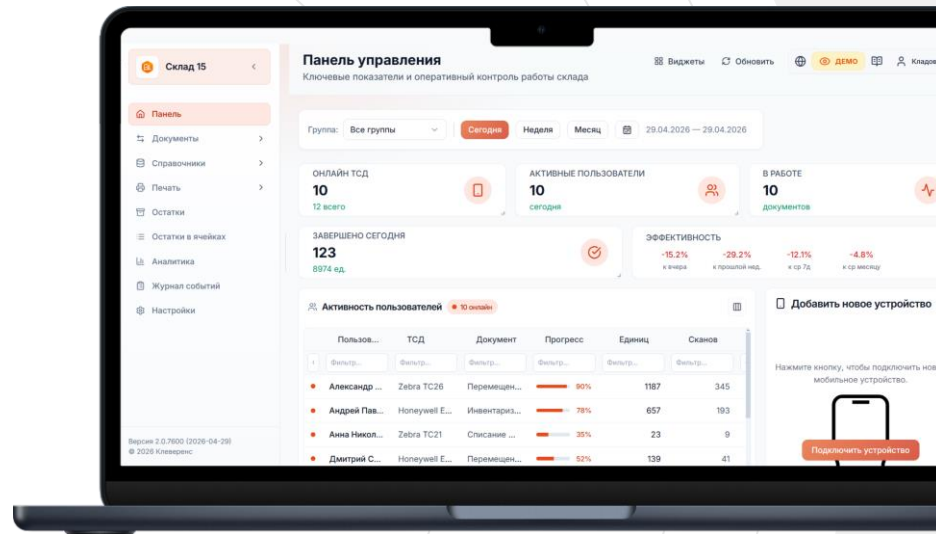 Склад 15
Панель управления
Ключевые показатели и оперативный контроль работы склада
Виджеты
Обновить
ДЕМО
Кладов
Панель
Документы
Справочники
Печать
Остатки
Остатки в ячейках
Аналитика
Журнал событий
Настройки
Версия 2.0.7600 (2026-04-29)
© 2026 Клеверенс
Группа: Все группы Сегодня Неделя Месяц 29.04.2026 — 29.04.2026
ОНЛАЙН ТСД
10
12 всего
АКТИВНЫЕ ПОЛЬЗОВАТЕЛИ
10
сегодня
В РАБОТЕ
10
документов
ЗАВЕРШЕНО СЕГОДНЯ
123
8974 ед.
ЭФФЕКТИВНОСТЬ
-15.2% -29.2% -12.1% -4.8%
к вчера к прошлой нед. к ср 7д к ср месяцу
Активность пользователей 10 онлайн
Пользов... ТСД Документ Прогресс Единиц Сканов
Фильтр... Фильтр... Фильтр... Фильтр... Фильтр... Фильтр...
Александр ... Zebra TC26 Перемещен... 90% 1187 345
Андрей Пав... Honeywell E... Инвентариз... 78% 657 193
Анна Никол... Zebra TC21 Списание ... 35% 23 9
Дмитрий С... Honeywell E... Перемещен... 52% 139 41
Добавить новое устройство
Нажмите кнопку, чтобы подключить нов
мобильное устройство.
Подключить устройство